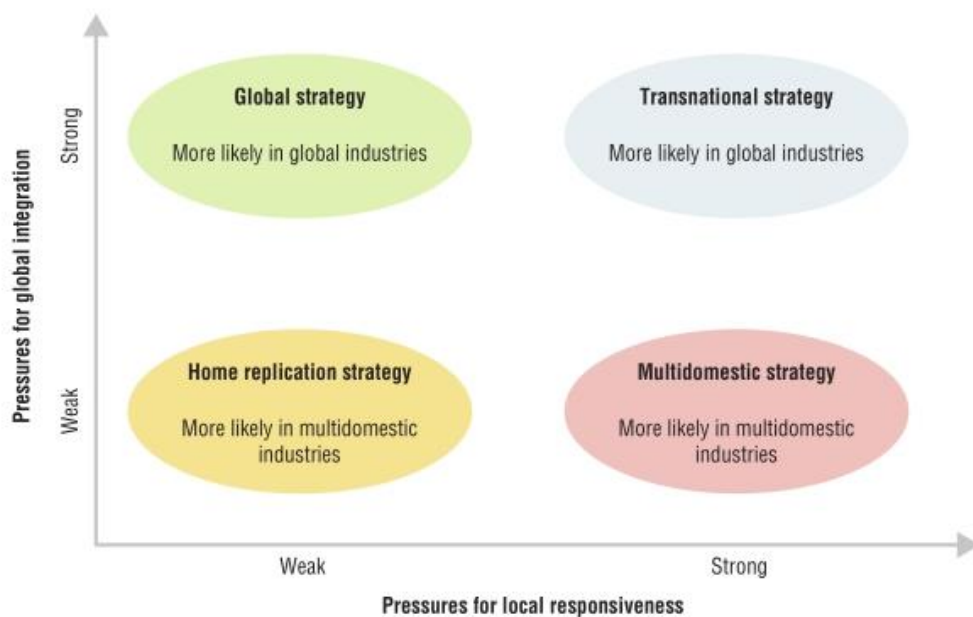 Pressures for global integration
Strong
Weak
Global strategy
More likely in global industries
Transnational strategy
More likely in global industries
Home replication strategy
More likely in multidomestic
industries
Multidomestic strategy
More likely in multidomestic
industries
Weak
Strong
Pressures for local responsiveness